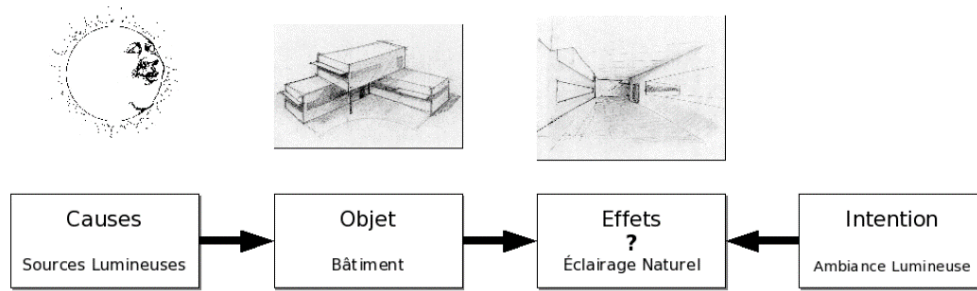 Causes
Sources Lumineuses
Objet
Bâtiment
Effets
?
Éclairage Naturel
Intention
Ambiance Lumineuse